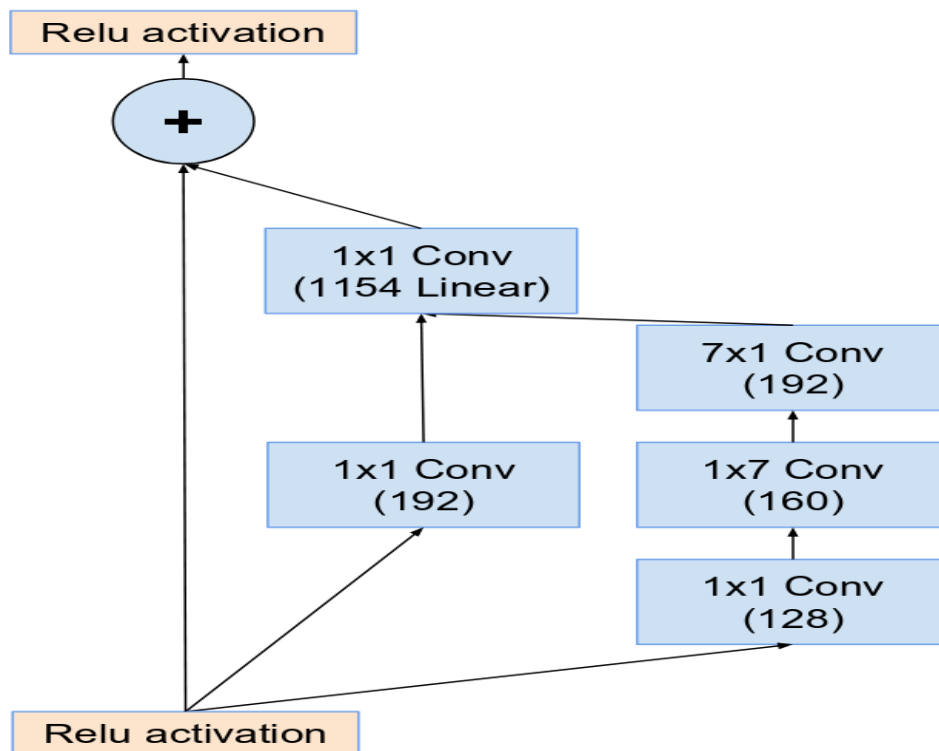 Relu activation
+
1x1 Conv
(1154 Linear)
7x1 Conv
(192)
1x1 Conv
(192)
1x7 Conv
(160)
1x1 Conv
(128)
Relu activation